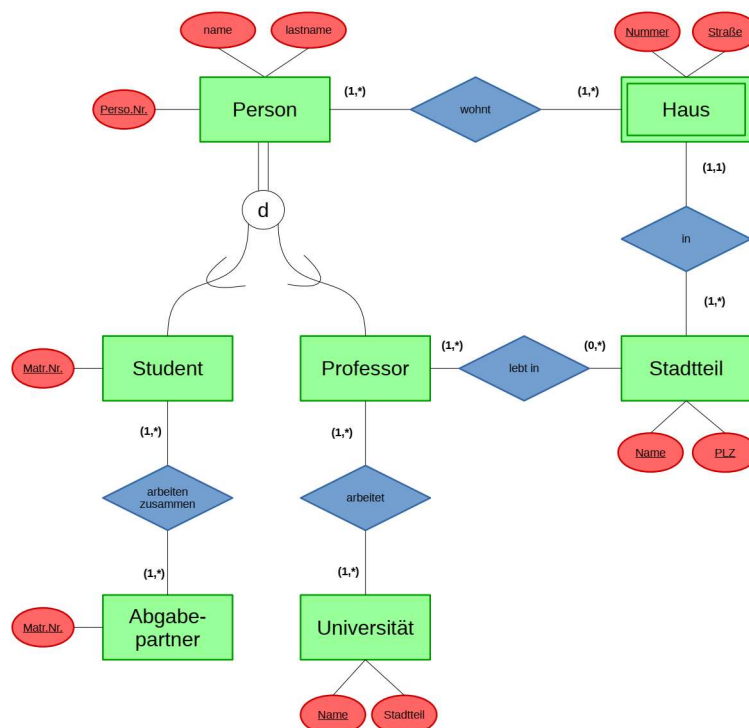 name
lastname
Nummer
Straße
Perso.Nr.
Person
(1,*)
wohnt
(1,*)
Haus
(1,1)
d
in
(1,*)
Matr.Nr.
Student
Professor
(1,*)
lebt in
(0,*)
Stadtteil
(1,*)
(1,*)
Name
PLZ
arbeiten
zusammen
arbeitet
(1,*)
(1,*)
Matr.Nr.
Abgabe-
partner
Universität
Name
Stadtteil